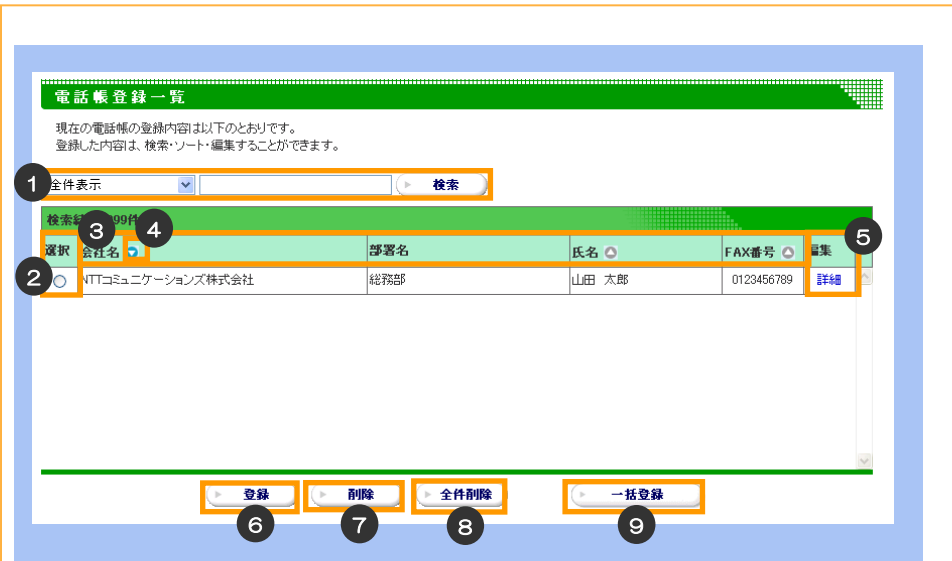 電話帳登録一覧
現在の電話帳の登録内容は以下のとおりです。
登録した内容は、検索・ソート・編集することができます。
1 全件表示 検索
検索 999件
3 4 5
選択 会社名 部署名 氏名 FAX番号 編集
2 NTTコミュニケーションズ株式会社 総務部 山田 太郎 0123456789 詳細
登録 削除 全件削除 一括登録
6 7 8 9